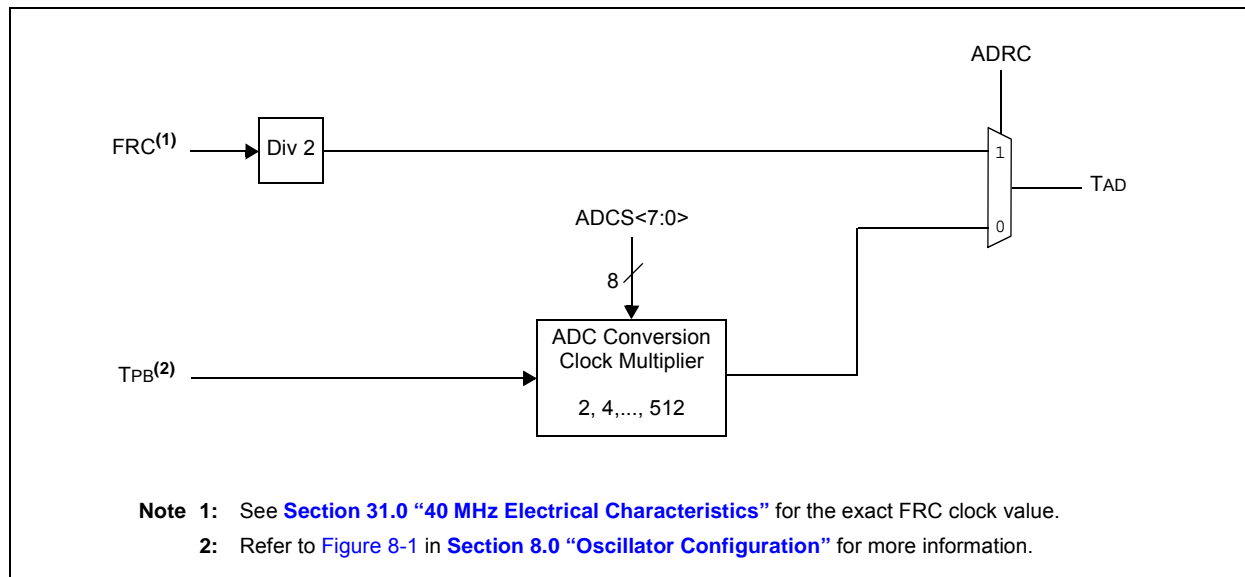 ADRC
FRC(1)
Div 2
1
TAD
ADCS<7:0>
0
8
ADC Conversion
Clock Multiplier
TPB(2)
2, 4,..., 512
Note 1: See Section 31.0 “40 MHz Electrical Characteristics” for the exact FRC clock value.
2: Refer to Figure 8-1 in Section 8.0 “Oscillator Configuration” for more information.